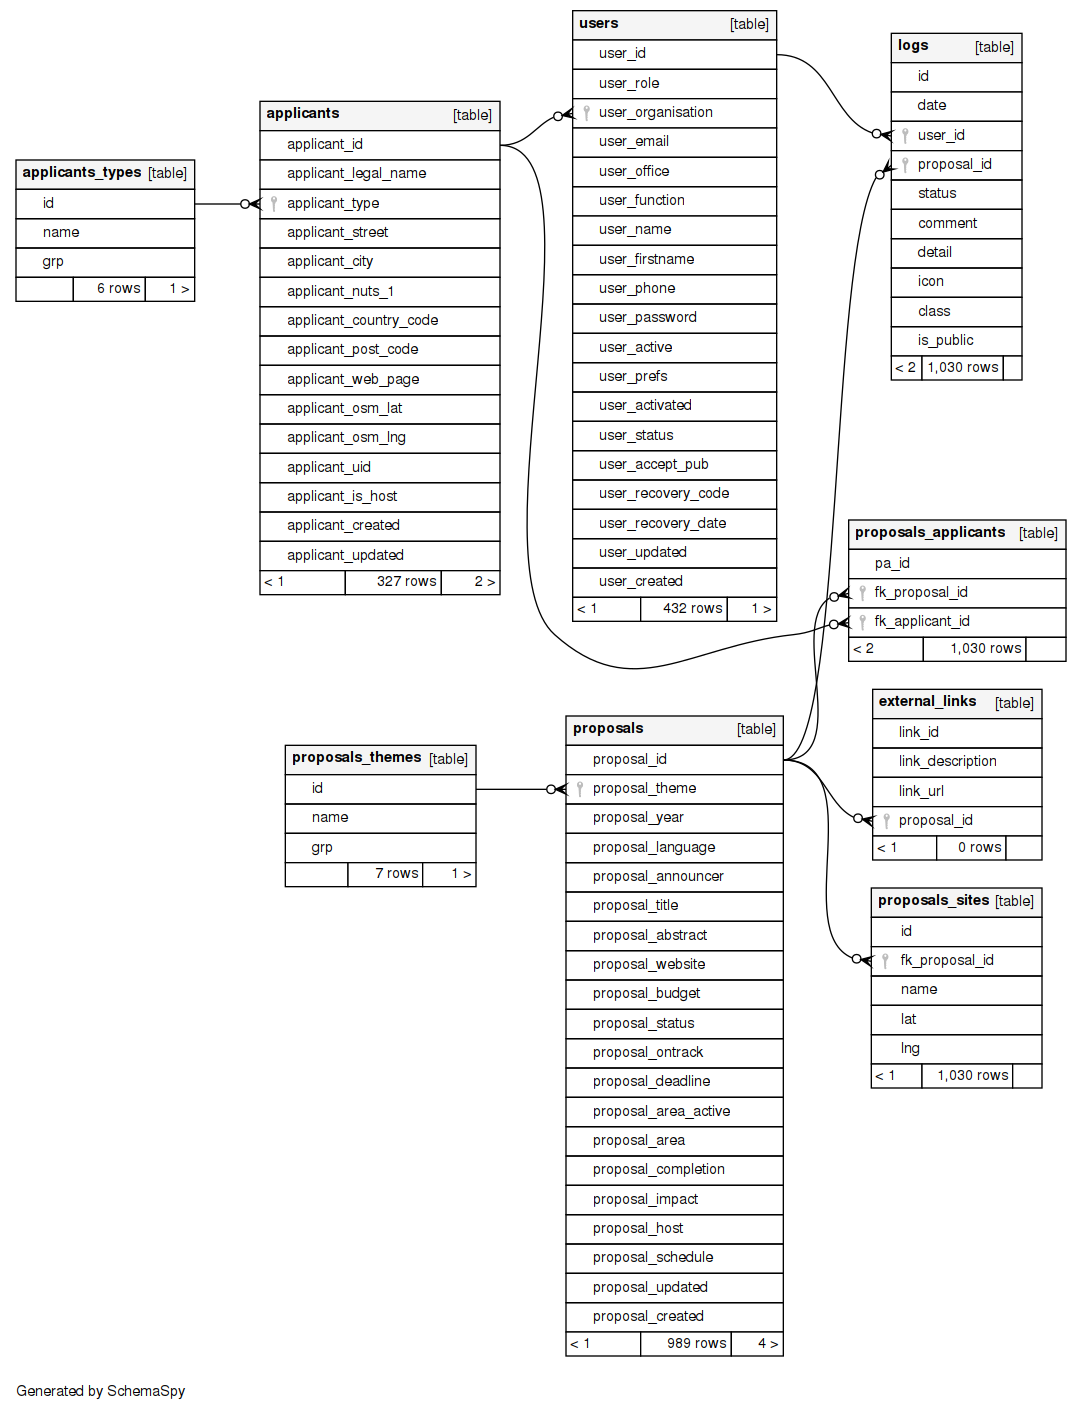 users [table]
user_id
user_role
user_organisation
user_email
user_office
user_function
user_name
user_firstname
user_phone
user_password
user_active
user_prefs
user_activated
user_status
user_accept_pub
user_recovery_code
user_recovery_date
user_updated
user_created
< 1 432 rows 1 >
logs [table]
id
date
user_id
proposal_id
status
comment
detail
icon
class
is_public
< 2 1,030 rows
applicants [table]
applicant_id
applicant_legal_name
applicant_type
applicant_street
applicant_city
applicant_nuts_1
applicant_country_code
applicant_post_code
applicant_web_page
applicant_osm_lat
applicant_osm_lng
applicant_uid
applicant_is_host
applicant_created
applicant_updated
< 1 327 rows 2 >
applicants_types [table]
id
name
grp
6 rows 1 >
proposals_applicants [table]
pa_id
fk_proposal_id
fk_applicant_id
< 2 1,030 rows
external_links [table]
link_id
link_description
link_url
proposal_id
< 1 0 rows
proposals [table]
proposal_id
proposal_theme
proposal_year
proposal_language
proposal_announcer
proposal_title
proposal_abstract
proposal_website
proposal_budget
proposal_status
proposal_ontrack
proposal_deadline
proposal_area_active
proposal_area
proposal_completion
proposal_impact
proposal_host
proposal_schedule
proposal_updated
proposal_created
< 1 989 rows 4 >
proposals_themes [table]
id
name
grp
7 rows 1 >
proposals_sites [table]
id
fk_proposal_id
name
lat
lng
< 1 1,030 rows
Generated by SchemaSpy